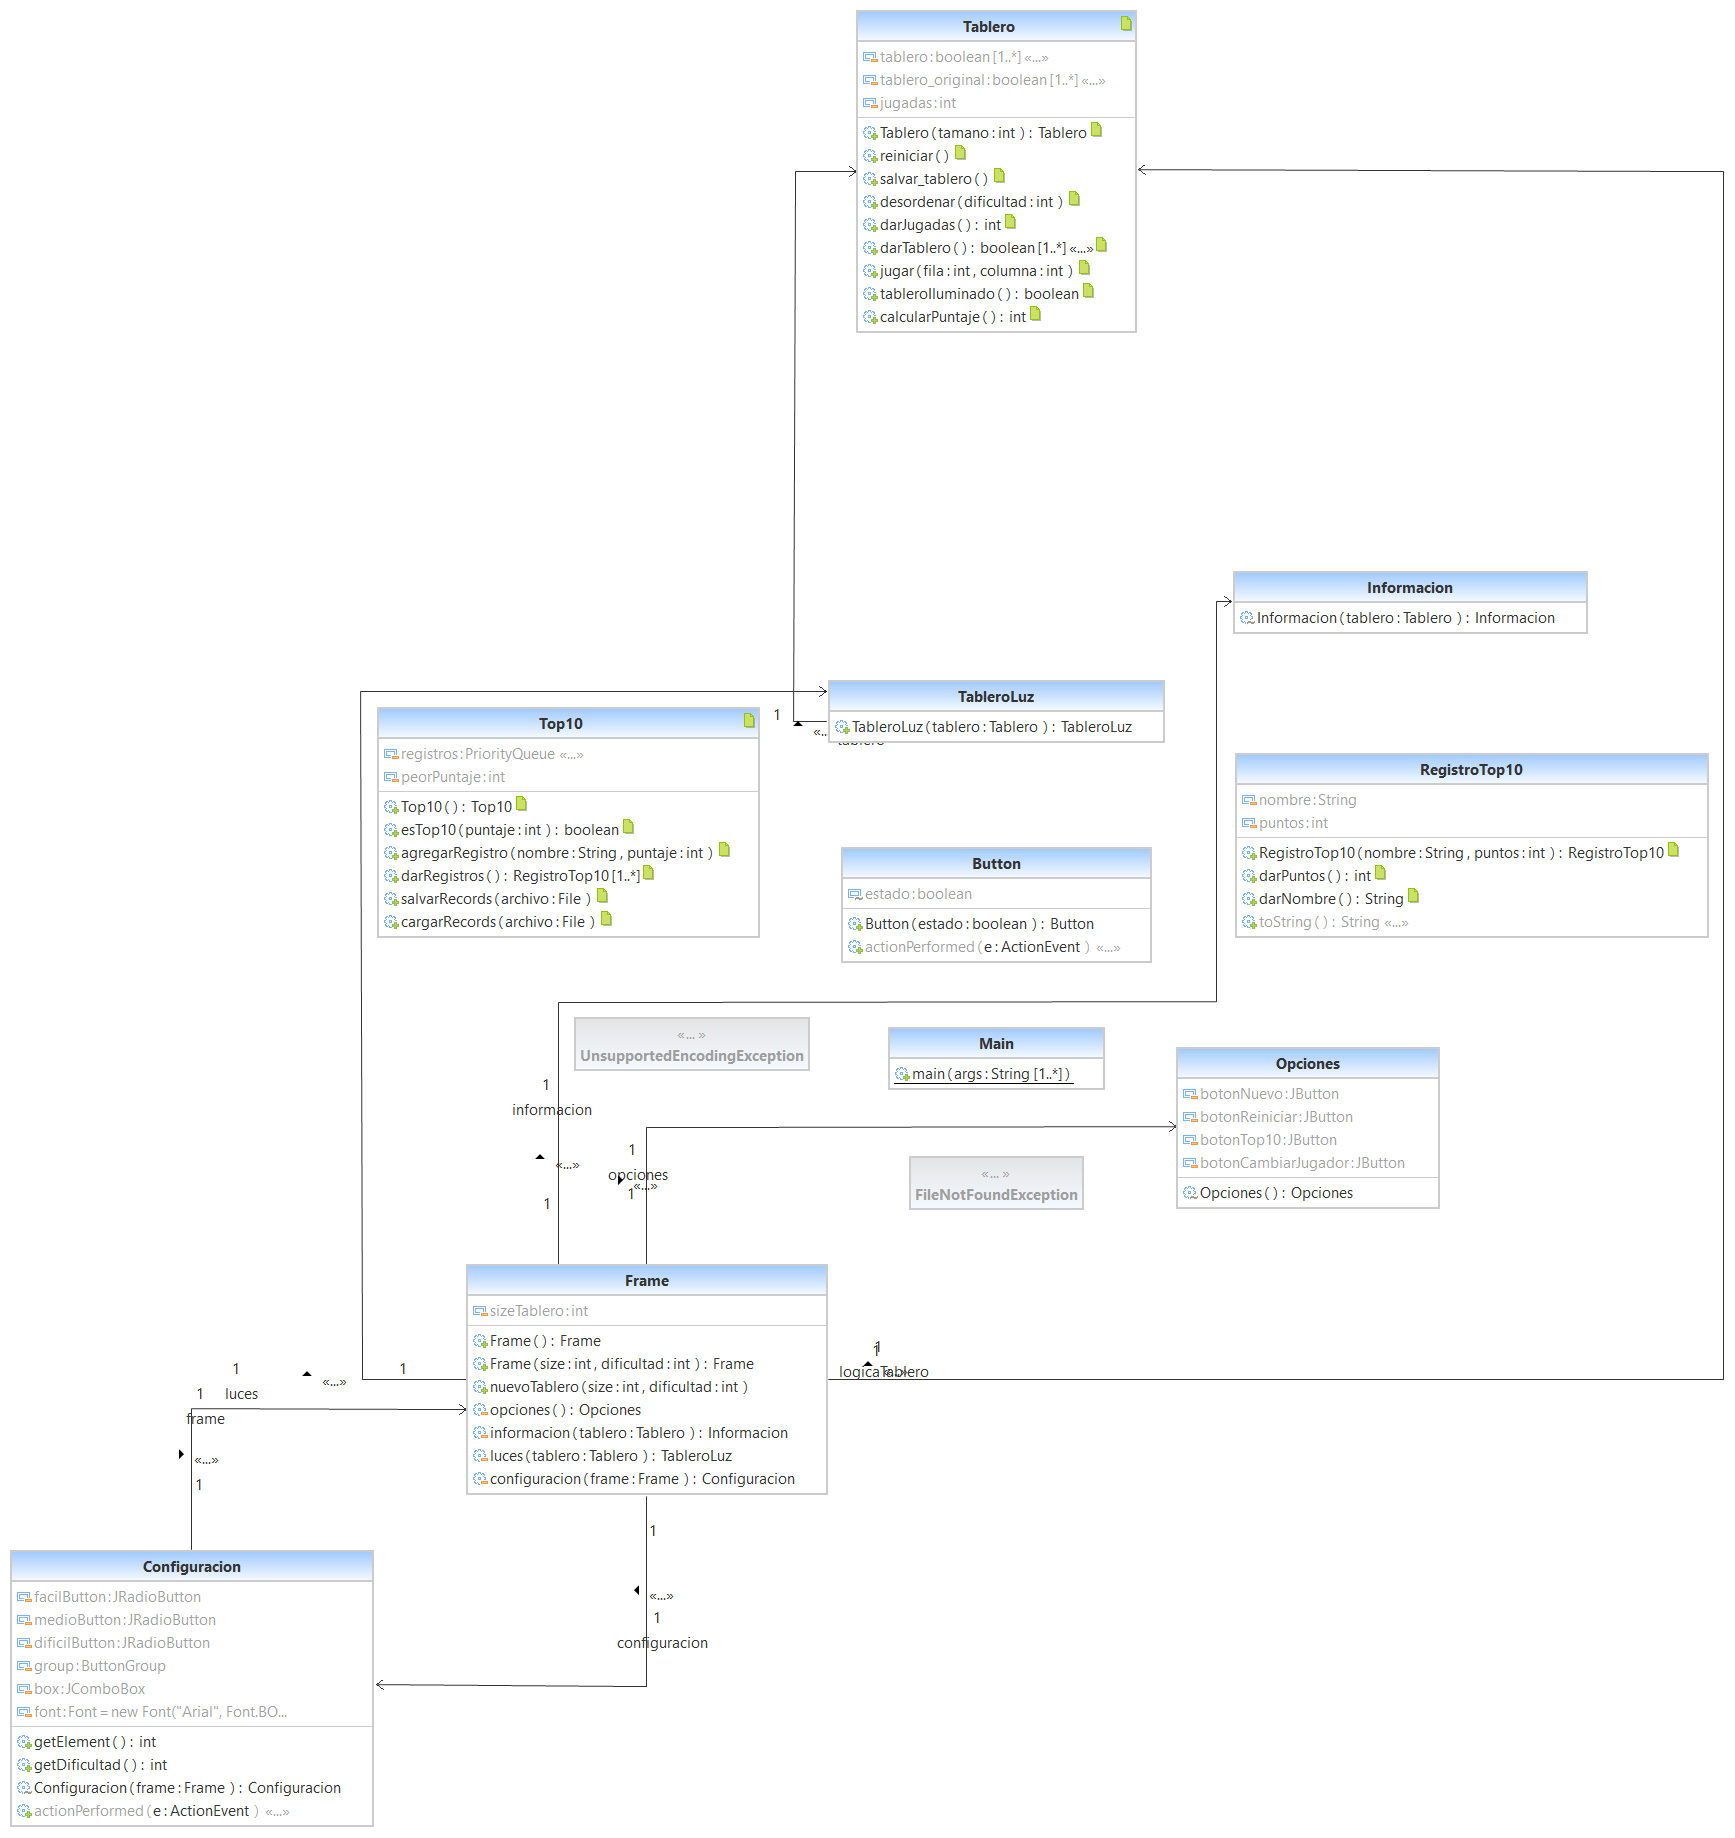 Tablero
tablero:boolean [1..*] «...»
tablero_original:boolean [1..*] «...»
jugadas:int
Tablero(tamano:int ): Tablero
reiniciar()
salvar_tablero()
desordenar(dificultad:int )
darJugadas(): int
darTablero(): boolean [1..*] «...»
jugar(fila:int, columna:int )
tableroIluminado(): boolean
calcularPuntaje(): int
Informacion
Informacion(tablero:Tablero ): Informacion
TableroLuz
TableroLuz(tablero:Tablero ): TableroLuz
1
«...
tablero
Top10
registros:PriorityQueue «...»
peorPuntaje:int
Top10(): Top10
esTop10(puntaje:int ): boolean
agregarRegistro(nombre:String, puntaje:int )
darRegistros(): RegistroTop10 [1..*]
salvarRecords(archivo:File )
cargarRecords(archivo:File )
RegistroTop10
nombre:String
puntos:int
RegistroTop10(nombre:String, puntos:int ): RegistroTop10
darPuntos(): int
darNombre(): String
toString(): String «...»
Button
estado:boolean
Button(estado:boolean ): Button
actionPerformed(e:ActionEvent ) «...»
«... »
UnsupportedEncodingException
Main
main(args:String [1..*])
Opciones
botonNuevo:JButton
botonReiniciar:JButton
botonTop10:JButton
botonCambiarJugador:JButton
Opciones(): Opciones
1
informacion
«...»
1
1
opciones
«...»
1
«... »
FileNotFoundException
Frame
sizeTablero:int
Frame(): Frame
Frame(size:int, dificultad:int ): Frame
nuevoTablero(size:int, dificultad:int )
opciones(): Opciones
informacion(tablero:Tablero ): Informacion
luces(tablero:Tablero ): TableroLuz
configuracion(frame:Frame ): Configuracion
1
1
logicaTablero
«...»
1
1
luces
«...»
1
frame
«...»
1
1
«...»
1
configuracion
Configuracion
facilButton:JRadioButton
medioButton:JRadioButton
dificilButton:JRadioButton
group:ButtonGroup
box:JComboBox
font:Font = new Font("Arial", Font.BO...
getElement(): int
getDificultad(): int
Configuracion(frame:Frame ): Configuracion
actionPerformed(e:ActionEvent ) «...»